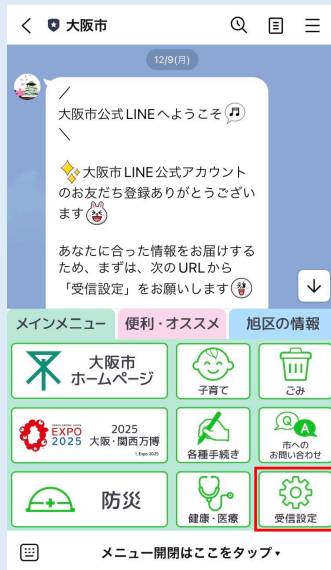 大阪市
12/9(月)
/
大阪市公式LINEへようこそ
\
大阪市LINE公式アカウント
のお友だち登録ありがとうござい
ます
あなたに合った情報をお届けする
ため、まずは、次のURLから
「受信設定」をお願いします
メインメニュー
便利・オススメ
旭区の情報
大阪市
ホームページ
子育て
ごみ
EXPO
2025
2025
大阪・関西万博
©Expo 2025
各種手続き
Q
A
市への
お問い合わせ
防災
健康・医療
受信設定
メニュー開閉はここをタップ▾